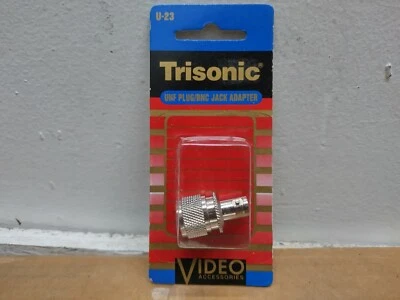 U-23
Trisonic®
UHF PLUG/BNC JACK ADAPTER
VIDEO
ACCESSORIES